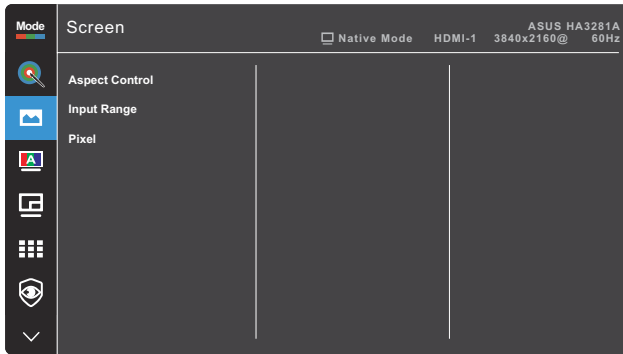 Mode
Screen
ASUS HA3281A
Native Mode HDMI-1 3840x2160@ 60Hz
Aspect Control
Input Range
Pixel
A